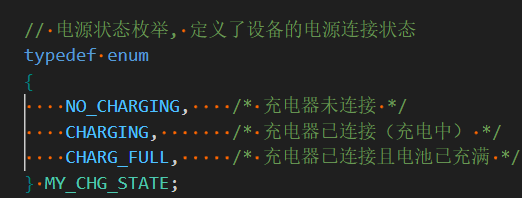 // 电源状态枚举, 定义了设备的电源连接状态
typedef enum
{
    NO_CHARGING,    /* 充电器未连接 */
    CHARGING,       /* 充电器已连接（充电中） */
    CHARG_FULL,     /* 充电器已连接且电池已充满 */
} MY_CHG_STATE;